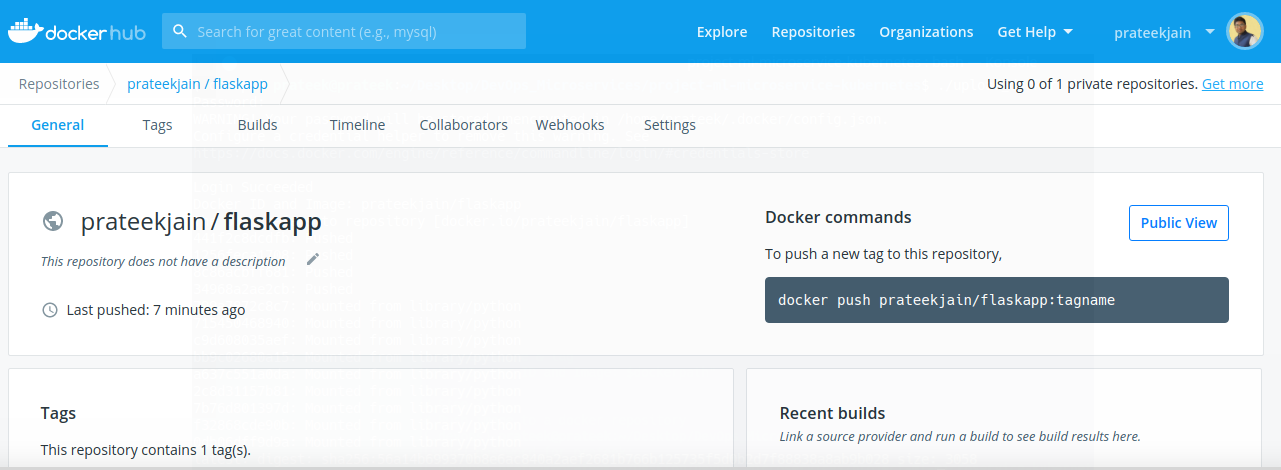 docker hub
Search for great content (e.g., mysql)
Explore
Repositories
Organizations
Get Help
prateekjain
Repositories
prateekjain / flaskapp
Using 0 of 1 private repositories. Get more
General
Tags
Builds
Timeline
Collaborators
Webhooks
Settings
prateekjain / flaskapp
This repository does not have a description
Last pushed: 7 minutes ago
Docker commands
Public View
To push a new tag to this repository,
docker push prateekjain/flaskapp:tagname
Tags
This repository contains 1 tag(s).
Recent builds
Link a source provider and run a build to see build results here.